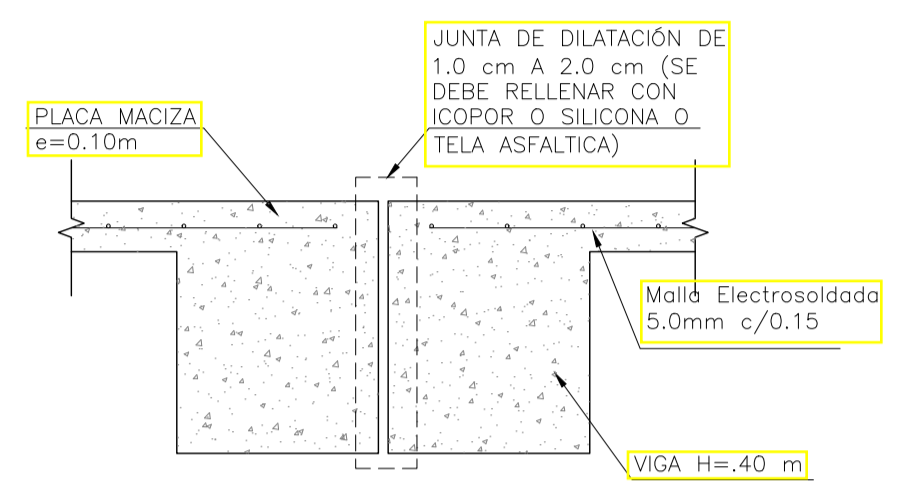 JUNTA DE DILATACIÓN DE
1.0 cm A 2.0 cm (SE
DEBE RELLENAR CON
ICOPOR O SILICONA O
TELA ASFALTICA)
PLACA MACIZA
e=0.10m
Malla Electrosoldada
5.0mm c/0.15
VIGA H=.40 m